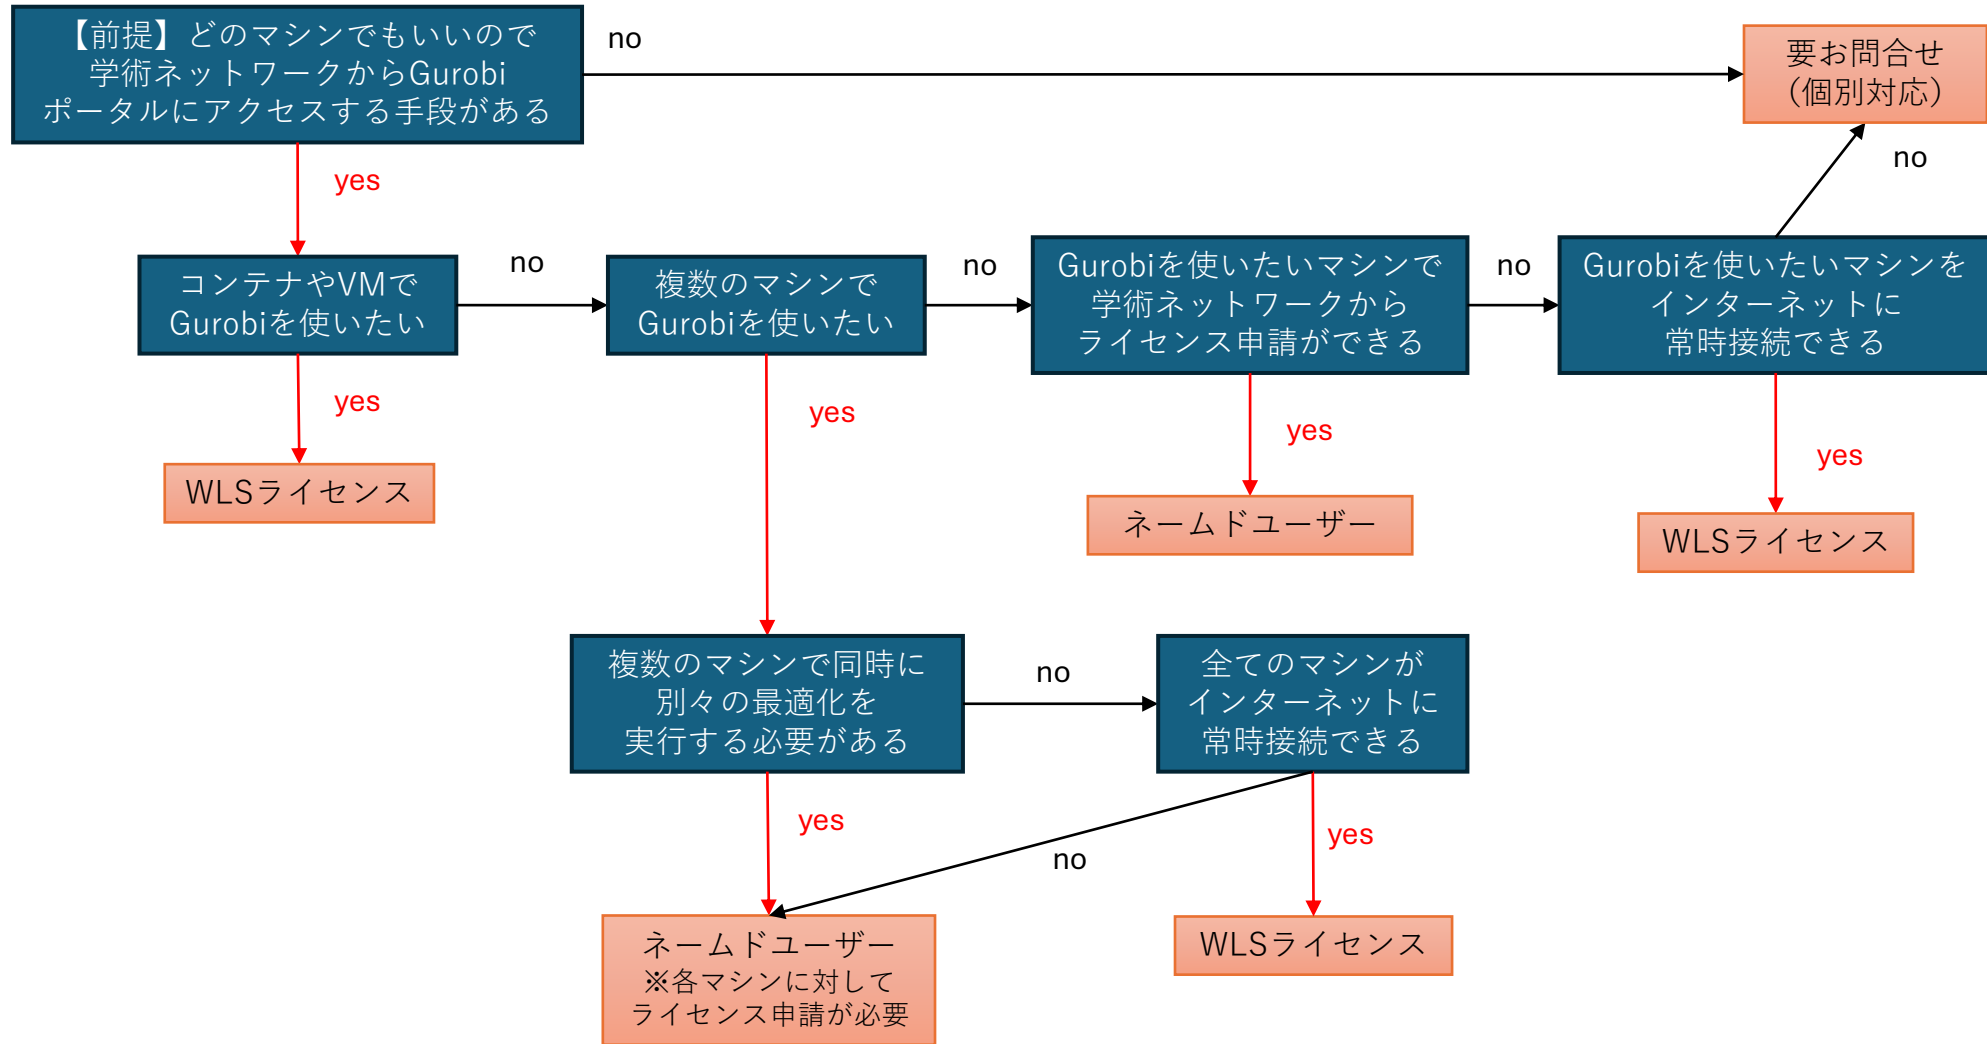 【前提】どのマシンでもいいので
学術ネットワークからGurobi
ポータルにアクセスする手段がある
no
要お問合せ
（個別対応）
yes
no
コンテナやVMで
Gurobiを使いたい
no
複数のマシンで
Gurobiを使いたい
no
Gurobiを使いたいマシンで
学術ネットワークから
ライセンス申請ができる
no
Gurobiを使いたいマシンを
インターネットに
常時接続できる
yes
yes
yes
yes
WLSライセンス
ネームドユーザー
WLSライセンス
複数のマシンで同時に
別々の最適化を
実行する必要がある
no
全てのマシンが
インターネットに
常時接続できる
yes
no
yes
ネームドユーザー
※各マシンに対して
ライセンス申請が必要
WLSライセンス